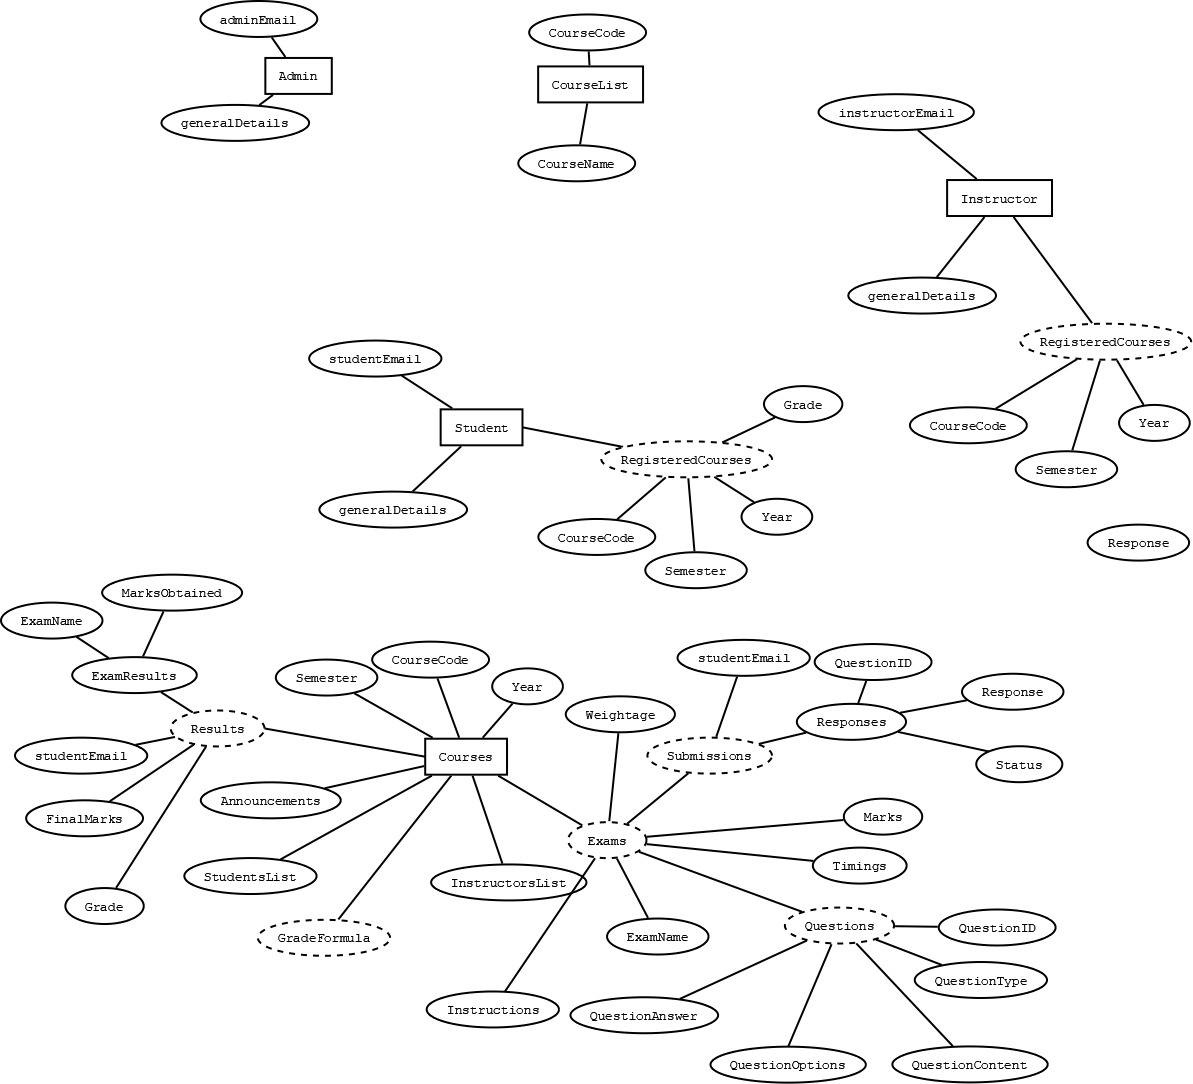 adminEmail
CourseCode
Admin
CourseList
instructorEmail
generalDetails
CourseName
Instructor
generalDetails
RegisteredCourses
studentEmail
Grade
CourseCode
Year
Student
RegisteredCourses
Semester
generalDetails
Year
CourseCode
Response
Semester
MarksObtained
ExamName
studentEmail
CourseCode
QuestionID
ExamResults
Semester
Year
Response
Weightage
Responses
Results
studentEmail
Courses
Submissions
Status
Announcements
FinalMarks
Marks
Exams
Timings
StudentsList
InstructorsList
Grade
Questions
QuestionID
GradeFormula
ExamName
QuestionType
Instructions
QuestionAnswer
QuestionOptions
QuestionContent